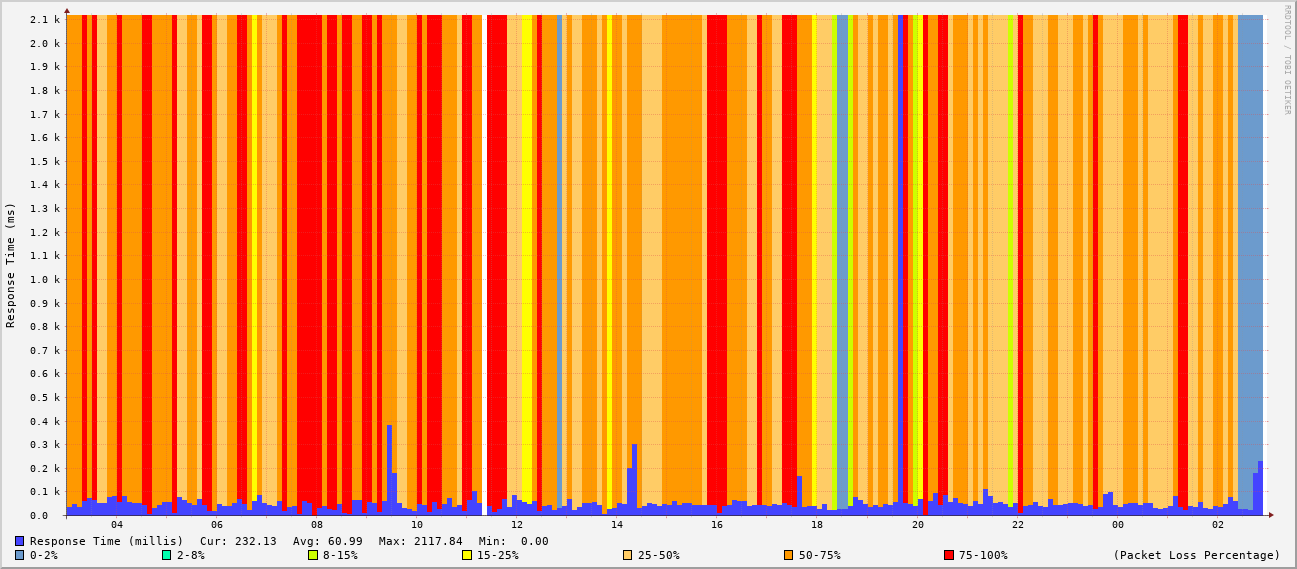 RRDTOOL / TOBI OETIKER
Response Time (ms)
2.1 k
2.0 k
1.9 k
1.8 k
1.7 k
1.6 k
1.5 k
1.4 k
1.3 k
1.2 k
1.1 k
1.0 k
0.9 k
0.8 k
0.7 k
0.6 k
0.5 k
0.4 k
0.3 k
0.2 k
0.1 k
0.0
04 06 08 10 12 14 16 18 20 22 00 02
Response Time (millis) Cur: 232.13 Avg: 60.99 Max: 2117.84 Min: 0.00
0-2% 2-8% 8-15% 15-25% 25-50% 50-75% 75-100% (Packet Loss Percentage)